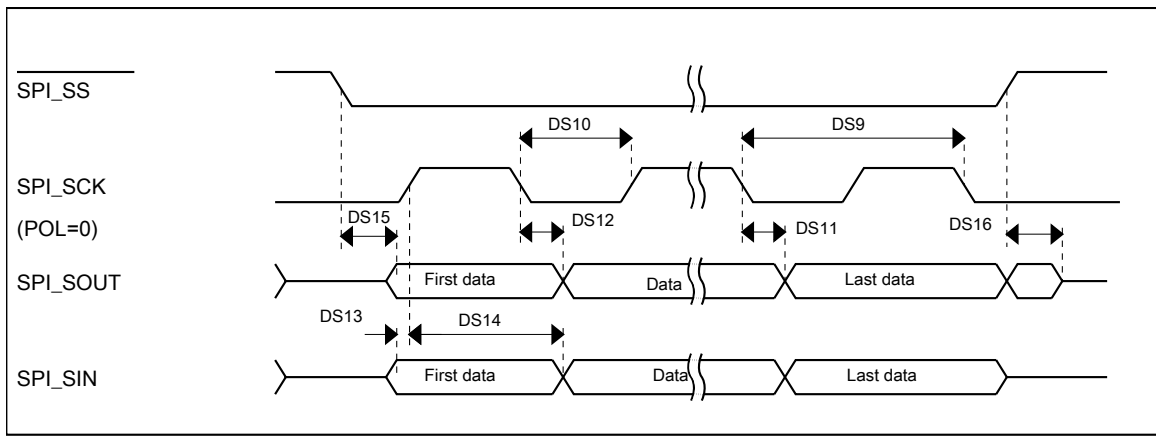 SPI_SS
DS10
DS9
SPI_SCK
(POL=0)
DS15
DS12
DS11
DS16
SPI_SOUT
First data
Data
Last data
DS13
DS14
SPI_SIN
First data
Data
Last data